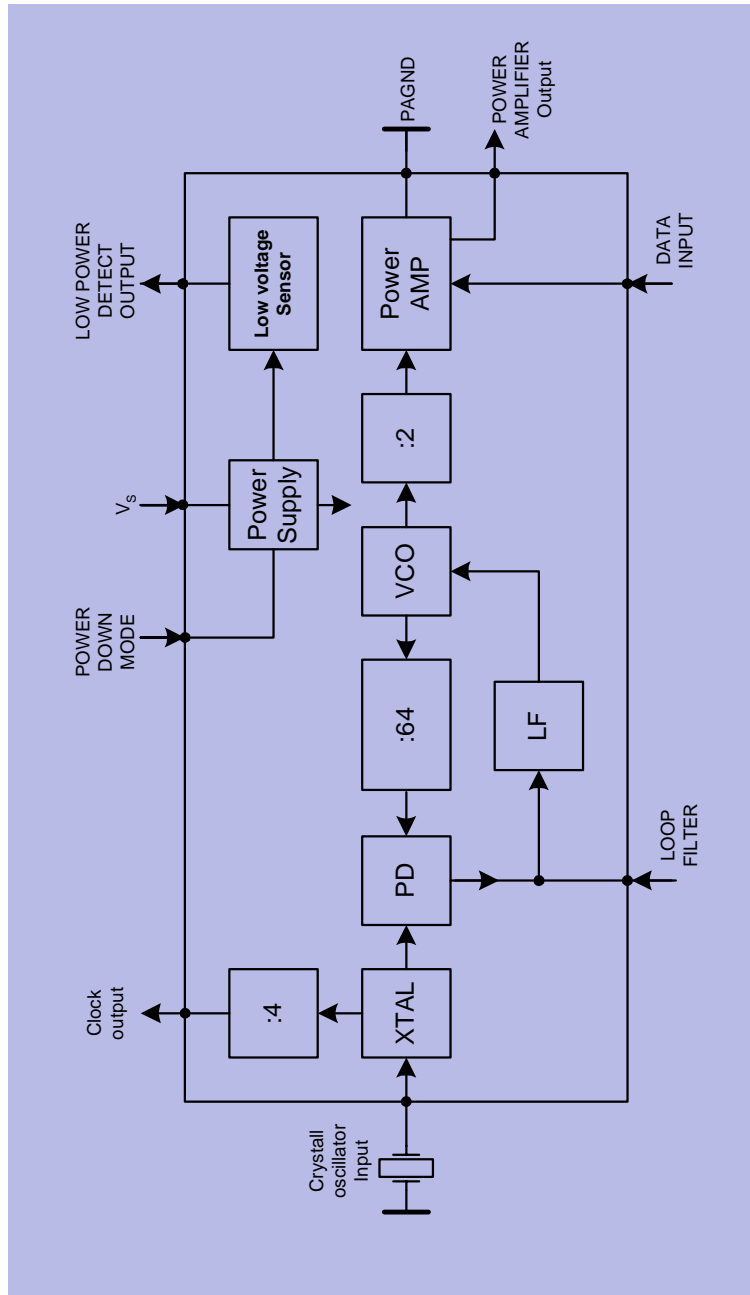 Clock
output
POWER
DOWN
MODE
VS
LOW POWER
DETECT
OUTPUT
:4
Power
Supply
Low voltage
Sensor
Crystall
oscillator
Input
XTAL
PD
:64
VCO
:2
Power
AMP
PAGND
LF
POWER
AMPLIFIER
Output
LOOP
FILTER
DATA
INPUT